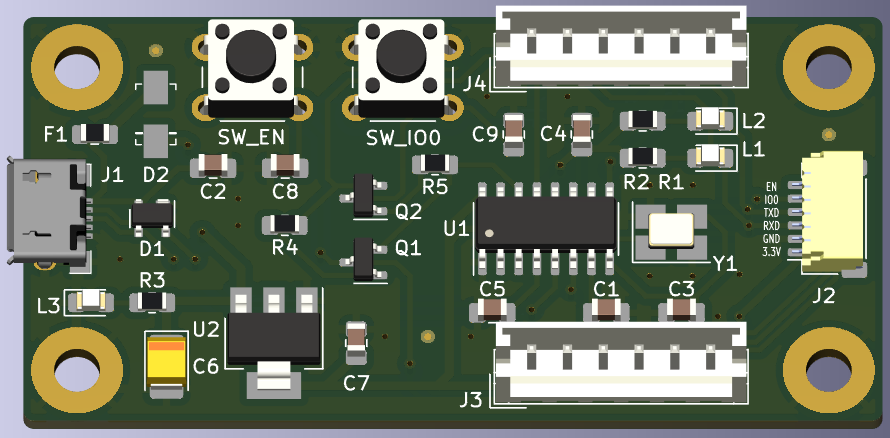 J4
F1
SW_EN
SW_IO0
C9
C4
L2
L1
J1
D2
C2
C8
R5
R2
R1
EN
IO0
TXD
RXD
GND
3.3V
D1
R4
Q2
Q1
U1
Y1
J2
R3
L3
C5
C1
C3
U2
C6
C7
J3